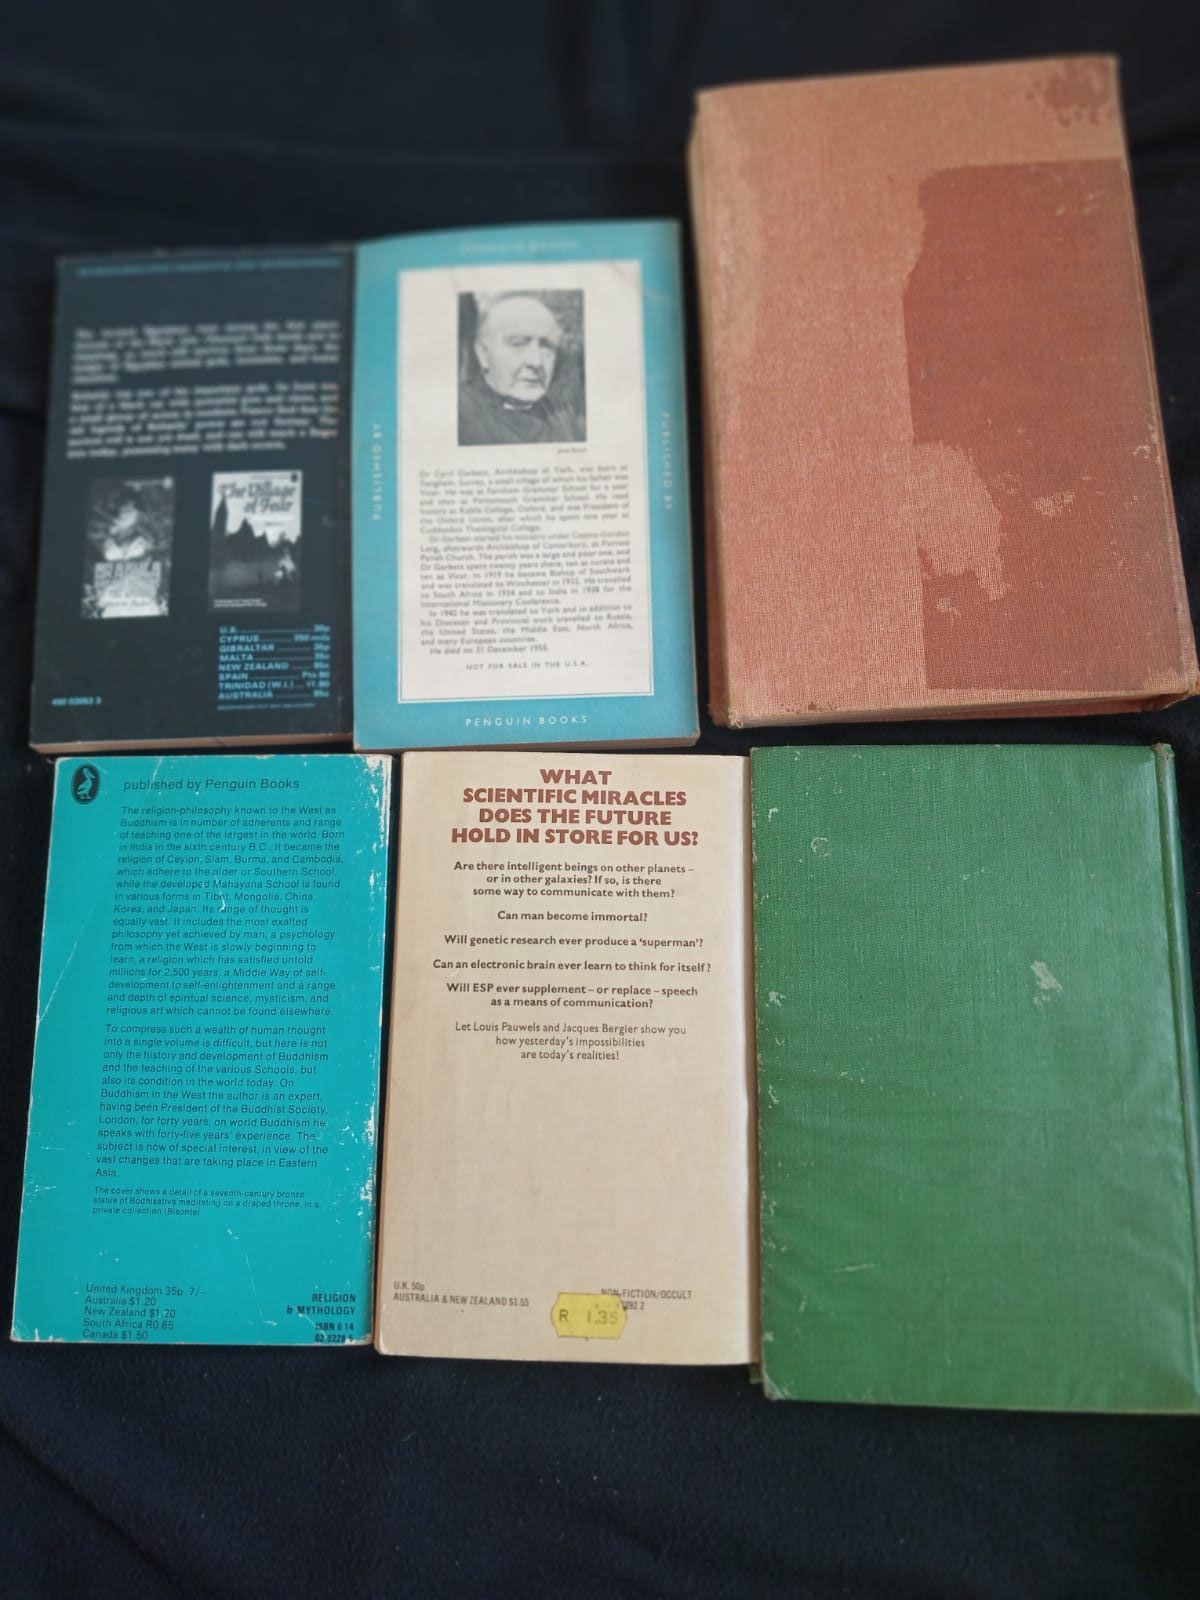 The Village
of Fear
U.K. 30p
CYPRUS 250 mils
GIBRALTAR 35p
MALTA 35c
NEW ZEALAND 95c
SPAIN Pts 80
TRINIDAD (W.I.)
AUSTRALIA 95c
PUBLISHED BY
PUBLISHED BY
Dr Cyril Garbett, Archbishop of York, was born at
Tongham, Surrey, a small village of which his father was
Vicar. He was at Farnham Grammar School for a year
and then at Portsmouth Grammar School. He read
history at Keble College, Oxford, and was President of
the Oxford Union, after which he spent one year at
Cuddesdon Theological College.
Dr Garbett started his ministry under Cosmo Gordon
Lang, afterwards Archbishop of Canterbury, at Portsea
Parish Church. The parish was a large and poor one, and
Dr Garbett spent twenty years there, ten as curate and
ten as Vicar. In 1919 he became Bishop of Southwark
and was translated to Winchester in 1932. He travelled
to South Africa in 1934 and to India in 1938 for the
International Missionary Conference.
In 1942 he was translated to York and in addition to
his Diocesan and Provincial work travelled to Russia,
the United States, the Middle East, North Africa,
and many European countries.
He died on 31 December 1955.
NOT FOR SALE IN THE U.S.A.
PENGUIN BOOKS
published by Penguin Books
The religion-philosophy known to the West as
Buddhism is in number of adherents and range
of teaching one of the largest in the world. Born
in India in the sixth century B.C., it became the
religion of Ceylon, Siam, Burma, and Cambodia,
which adhere to the older or Southern School,
while the developed Mahayana School is found
in various forms in Tibet, Mongolia, China,
Korea, and Japan. Its range of thought is
equally vast. It includes the most exalted
philosophy yet achieved by man, a psychology
from which the West is slowly beginning to
learn, a religion which has satisfied untold
millions for 2,500 years, a Middle Way of self-
development to self-enlightenment and a range
and depth of spiritual science, mysticism, and
religious art which cannot be found elsewhere.
To compress such a wealth of human thought
into a single volume is difficult, but here is not
only the history and development of Buddhism
and the teaching of the various Schools, but
also its condition in the world today. On
Buddhism in the West the author is an expert,
having been President of the Buddhist Society,
London, for forty years; on world Buddhism he
speaks with forty-five years' experience. The
subject is now of special interest, in view of the
vast changes that are taking place in Eastern
Asia.
The cover shows a detail of a seventh-century bronze
statue of Bodhisattva meditating on a draped throne, in a
private collection (Bisonte)
United Kingdom 35p 7/-
Australia $1.20
New Zealand $1.20
South Africa R0.85
Canada $1.50
RELIGION
& MYTHOLOGY
ISBN 0 14
02 0228 5
WHAT
SCIENTIFIC MIRACLES
DOES THE FUTURE
HOLD IN STORE FOR US?
Are there intelligent beings on other planets –
or in other galaxies? If so, is there
some way to communicate with them?
Can man become immortal?
Will genetic research ever produce a ‘superman’?
Can an electronic brain ever learn to think for itself?
Will ESP ever supplement – or replace – speech
as a means of communication?
Let Louis Pauwels and Jacques Bergier show you
how yesterday's impossibilities
are today's realities!
U.K. 50p
AUSTRALIA & NEW ZEALAND $1.55
NON-FICTION/OCCULT
R 1.35